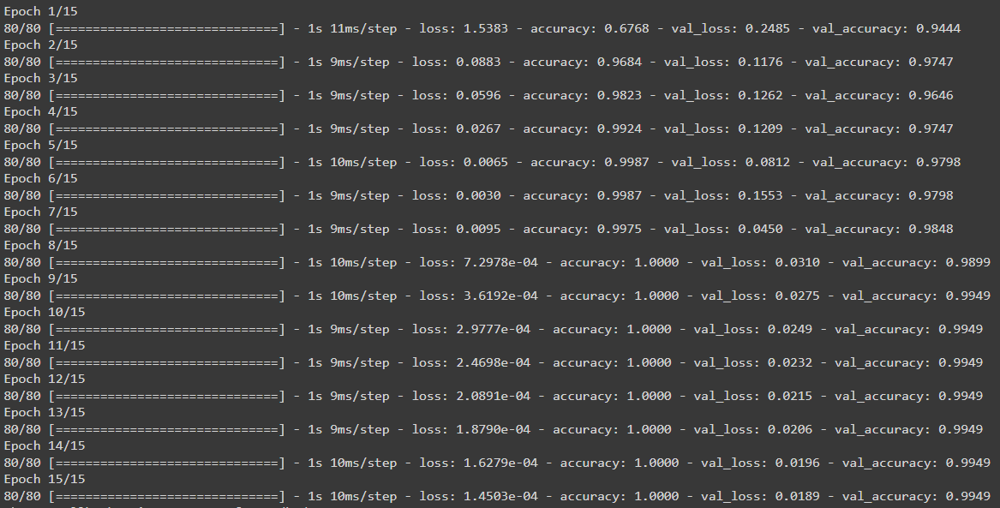 Epoch 1/15
80/80 [==============================] - 1s 11ms/step - loss: 1.5383 - accuracy: 0.6768 - val_loss: 0.2485 - val_accuracy: 0.9444
Epoch 2/15
80/80 [==============================] - 1s 9ms/step - loss: 0.0883 - accuracy: 0.9684 - val_loss: 0.1176 - val_accuracy: 0.9747
Epoch 3/15
80/80 [==============================] - 1s 9ms/step - loss: 0.0596 - accuracy: 0.9823 - val_loss: 0.1262 - val_accuracy: 0.9646
Epoch 4/15
80/80 [==============================] - 1s 9ms/step - loss: 0.0267 - accuracy: 0.9924 - val_loss: 0.1209 - val_accuracy: 0.9747
Epoch 5/15
80/80 [==============================] - 1s 10ms/step - loss: 0.0065 - accuracy: 0.9987 - val_loss: 0.0812 - val_accuracy: 0.9798
Epoch 6/15
80/80 [==============================] - 1s 9ms/step - loss: 0.0030 - accuracy: 0.9987 - val_loss: 0.1553 - val_accuracy: 0.9798
Epoch 7/15
80/80 [==============================] - 1s 9ms/step - loss: 0.0095 - accuracy: 0.9975 - val_loss: 0.0450 - val_accuracy: 0.9848
Epoch 8/15
80/80 [==============================] - 1s 10ms/step - loss: 7.2978e-04 - accuracy: 1.0000 - val_loss: 0.0310 - val_accuracy: 0.9899
Epoch 9/15
80/80 [==============================] - 1s 10ms/step - loss: 3.6192e-04 - accuracy: 1.0000 - val_loss: 0.0275 - val_accuracy: 0.9949
Epoch 10/15
80/80 [==============================] - 1s 9ms/step - loss: 2.9777e-04 - accuracy: 1.0000 - val_loss: 0.0249 - val_accuracy: 0.9949
Epoch 11/15
80/80 [==============================] - 1s 9ms/step - loss: 2.4698e-04 - accuracy: 1.0000 - val_loss: 0.0232 - val_accuracy: 0.9949
Epoch 12/15
80/80 [==============================] - 1s 9ms/step - loss: 2.0891e-04 - accuracy: 1.0000 - val_loss: 0.0215 - val_accuracy: 0.9949
Epoch 13/15
80/80 [==============================] - 1s 9ms/step - loss: 1.8790e-04 - accuracy: 1.0000 - val_loss: 0.0206 - val_accuracy: 0.9949
Epoch 14/15
80/80 [==============================] - 1s 10ms/step - loss: 1.6279e-04 - accuracy: 1.0000 - val_loss: 0.0196 - val_accuracy: 0.9949
Epoch 15/15
80/80 [==============================] - 1s 10ms/step - loss: 1.4503e-04 - accuracy: 1.0000 - val_loss: 0.0189 - val_accuracy: 0.9949